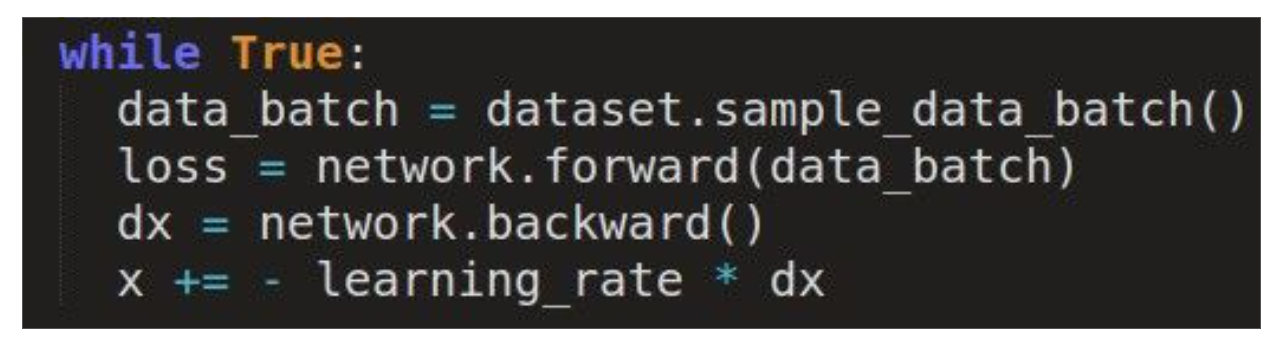 while True:
  data_batch = dataset.sample_data_batch()
  loss = network.forward(data_batch)
  dx = network.backward()
  x += - learning_rate * dx